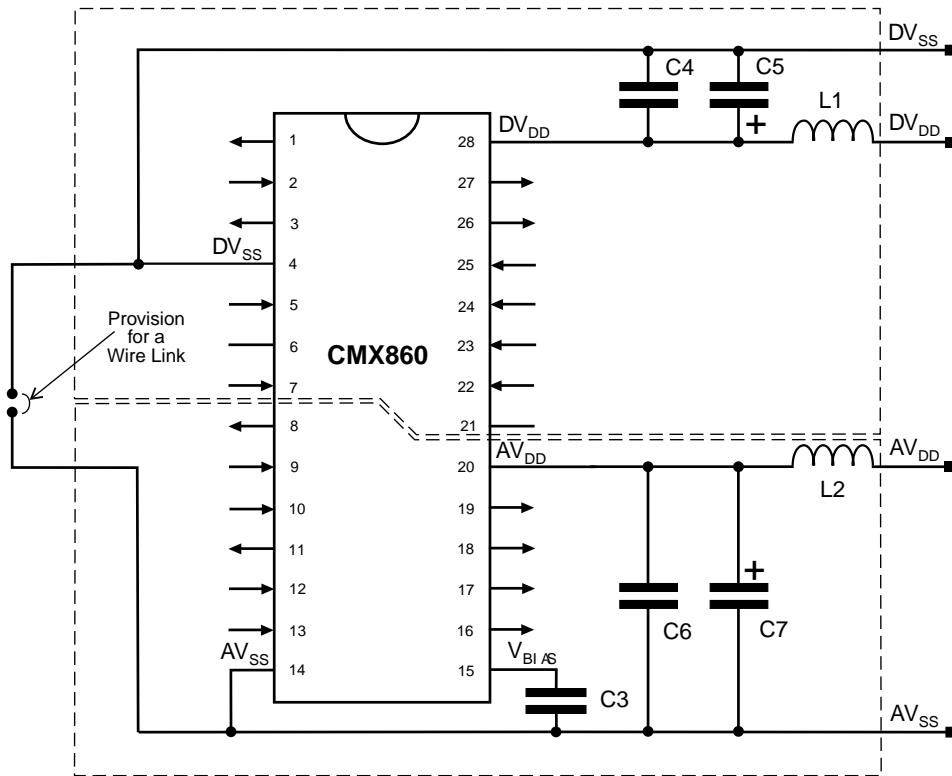 DVSS
C4 C5
L1
DVDD
DVDD
1 28
2 27
3 26
DVSS
4 25
5 24
Provision
for a
Wire Link
6 23
CMX860
7 22
8 21
AVDD
AVDD
9 20
L2
10 19
11 18
12 17
C6 C7
13 16
AVSS
VBIAS
14 15
C3
AVSS